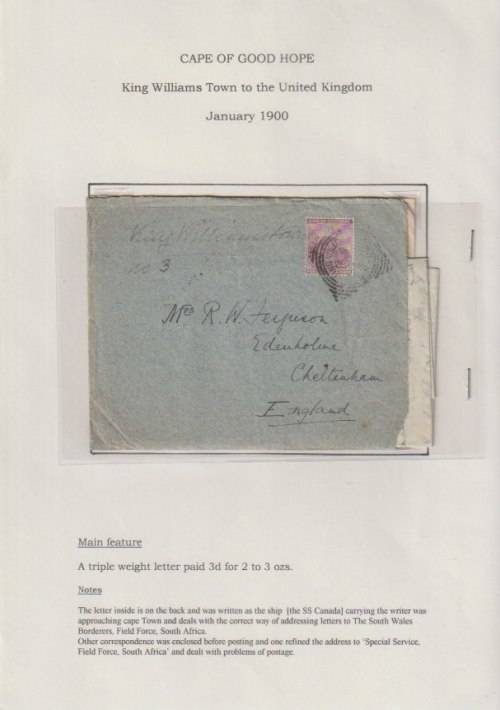 CAPE OF GOOD HOPE
King Williams Town to the United Kingdom
January 1900
King Williamstown
no 3
Mrs R. W. Ferguson
Edenholme
Cheltenham
England
Main feature
A triple weight letter paid 3d for 2 to 3 ozs.
Notes
The letter inside is on the back and was written as the ship [the SS Canada] carrying the writer was
approaching cape Town and deals with the correct way of addressing letters to The South Wales
Borderers, Field Force, South Africa.
Other correspondence was enclosed before posting and one refined the address to ‘Special Service,
Field Force, South Africa’ and dealt with problems of postage.